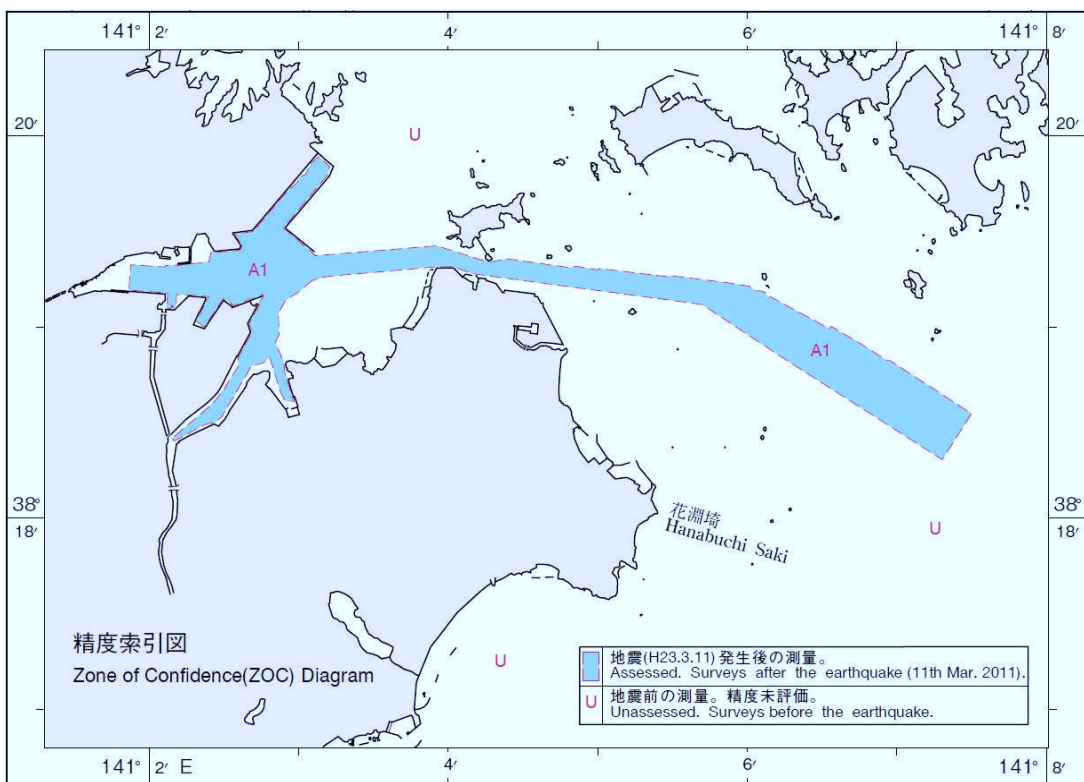 141° 2′ 4′ 6′ 141° 8′
20′ 20′
U
A1
A1
38° 38°
18′ 18′
花淵埼
Hanabuchi Saki
U
U
精度索引図
Zone of Confidence(ZOC) Diagram
地震(H23.3.11)発生後の測量。
Assessed. Surveys after the earthquake (11th Mar. 2011).
U 地震前の測量。精度未評価。
Unassessed. Surveys before the earthquake.
141° 2′ E 4′ 6′ 141° 8′